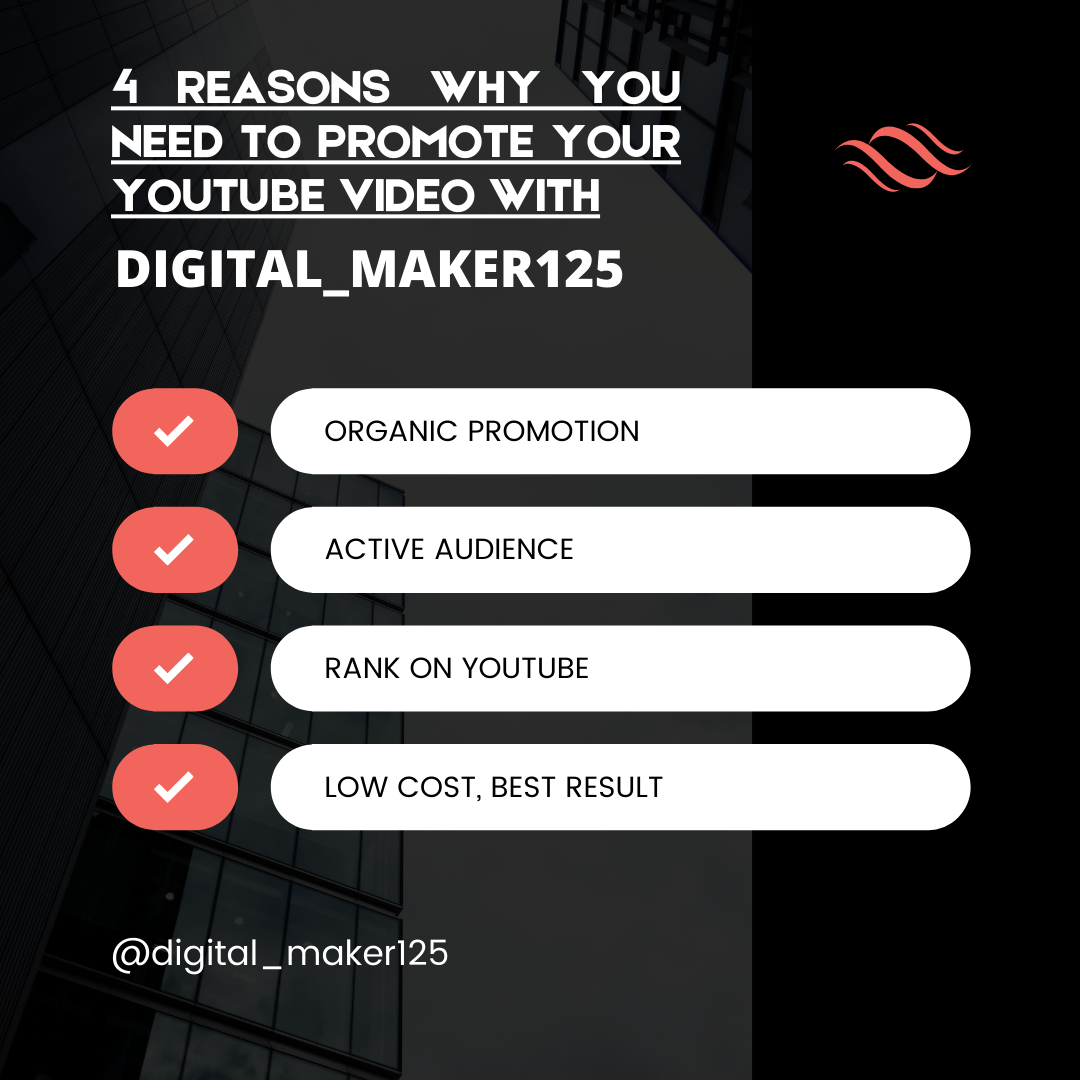 4 REASONS WHY YOU
NEED TO PROMOTE YOUR
YOUTUBE VIDEO WITH
DIGITAL_MAKER125
ORGANIC PROMOTION
ACTIVE AUDIENCE
RANK ON YOUTUBE
LOW COST, BEST RESULT
@digital_maker125